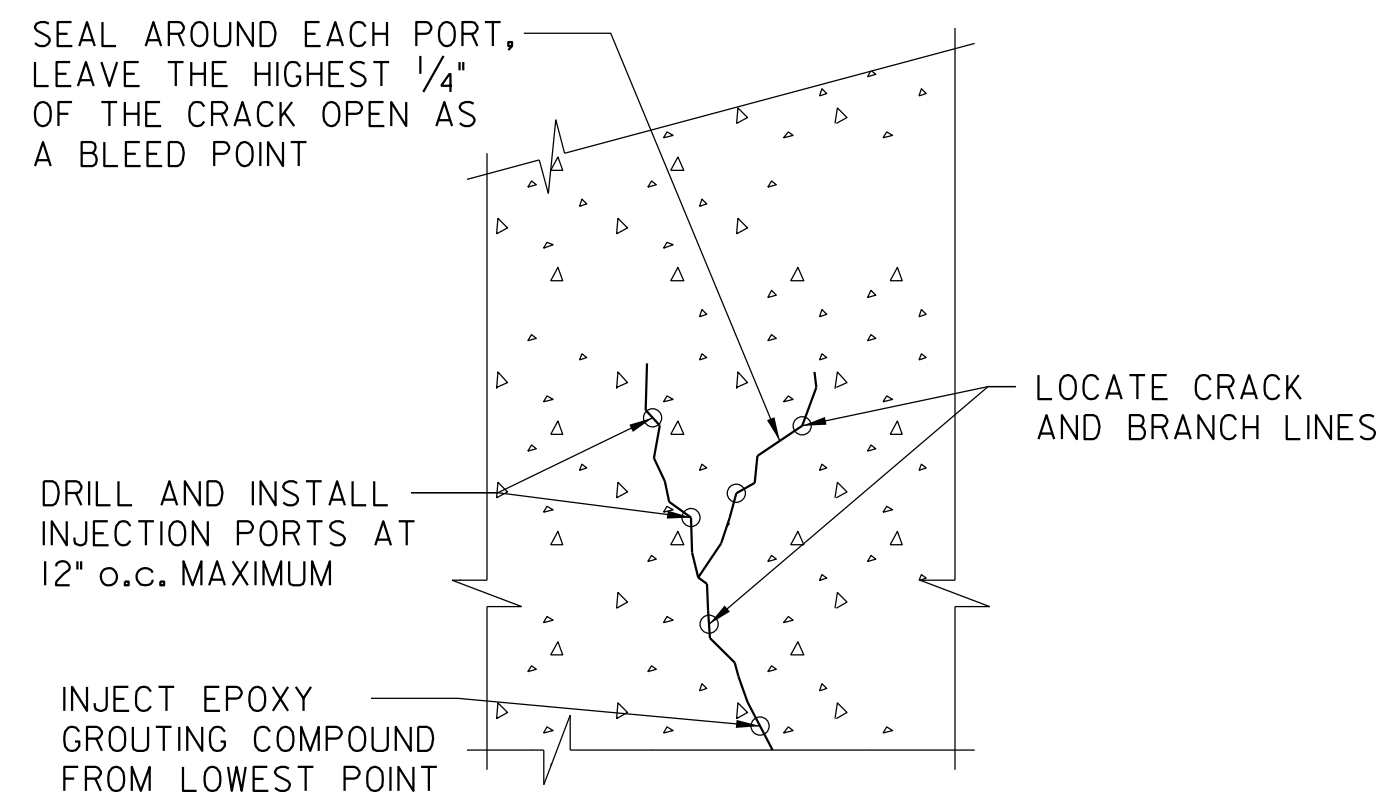 SEAL AROUND EACH PORT,
LEAVE THE HIGHEST 1/4"
OF THE CRACK OPEN AS
A BLEED POINT
LOCATE CRACK
AND BRANCH LINES
DRILL AND INSTALL
INJECTION PORTS AT
12" o.c. MAXIMUM
INJECT EPOXY
GROUTING COMPOUND
FROM LOWEST POINT